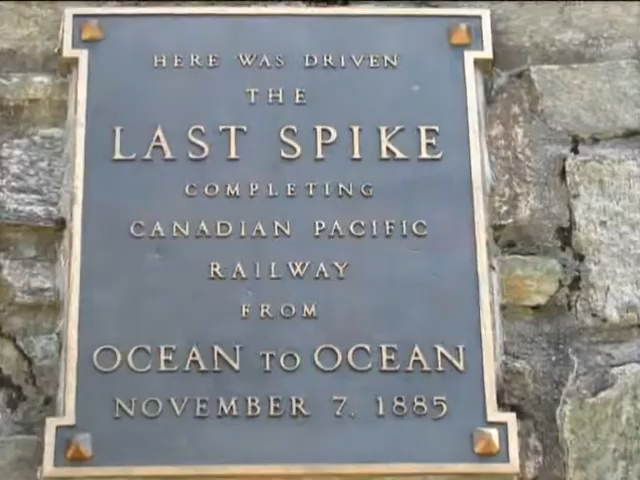 HERE WAS DRIVEN
THE
LAST SPIKE
COMPLETING
CANADIAN PACIFIC
RAILWAY
FROM
OCEAN TO OCEAN
NOVEMBER 7. 1885